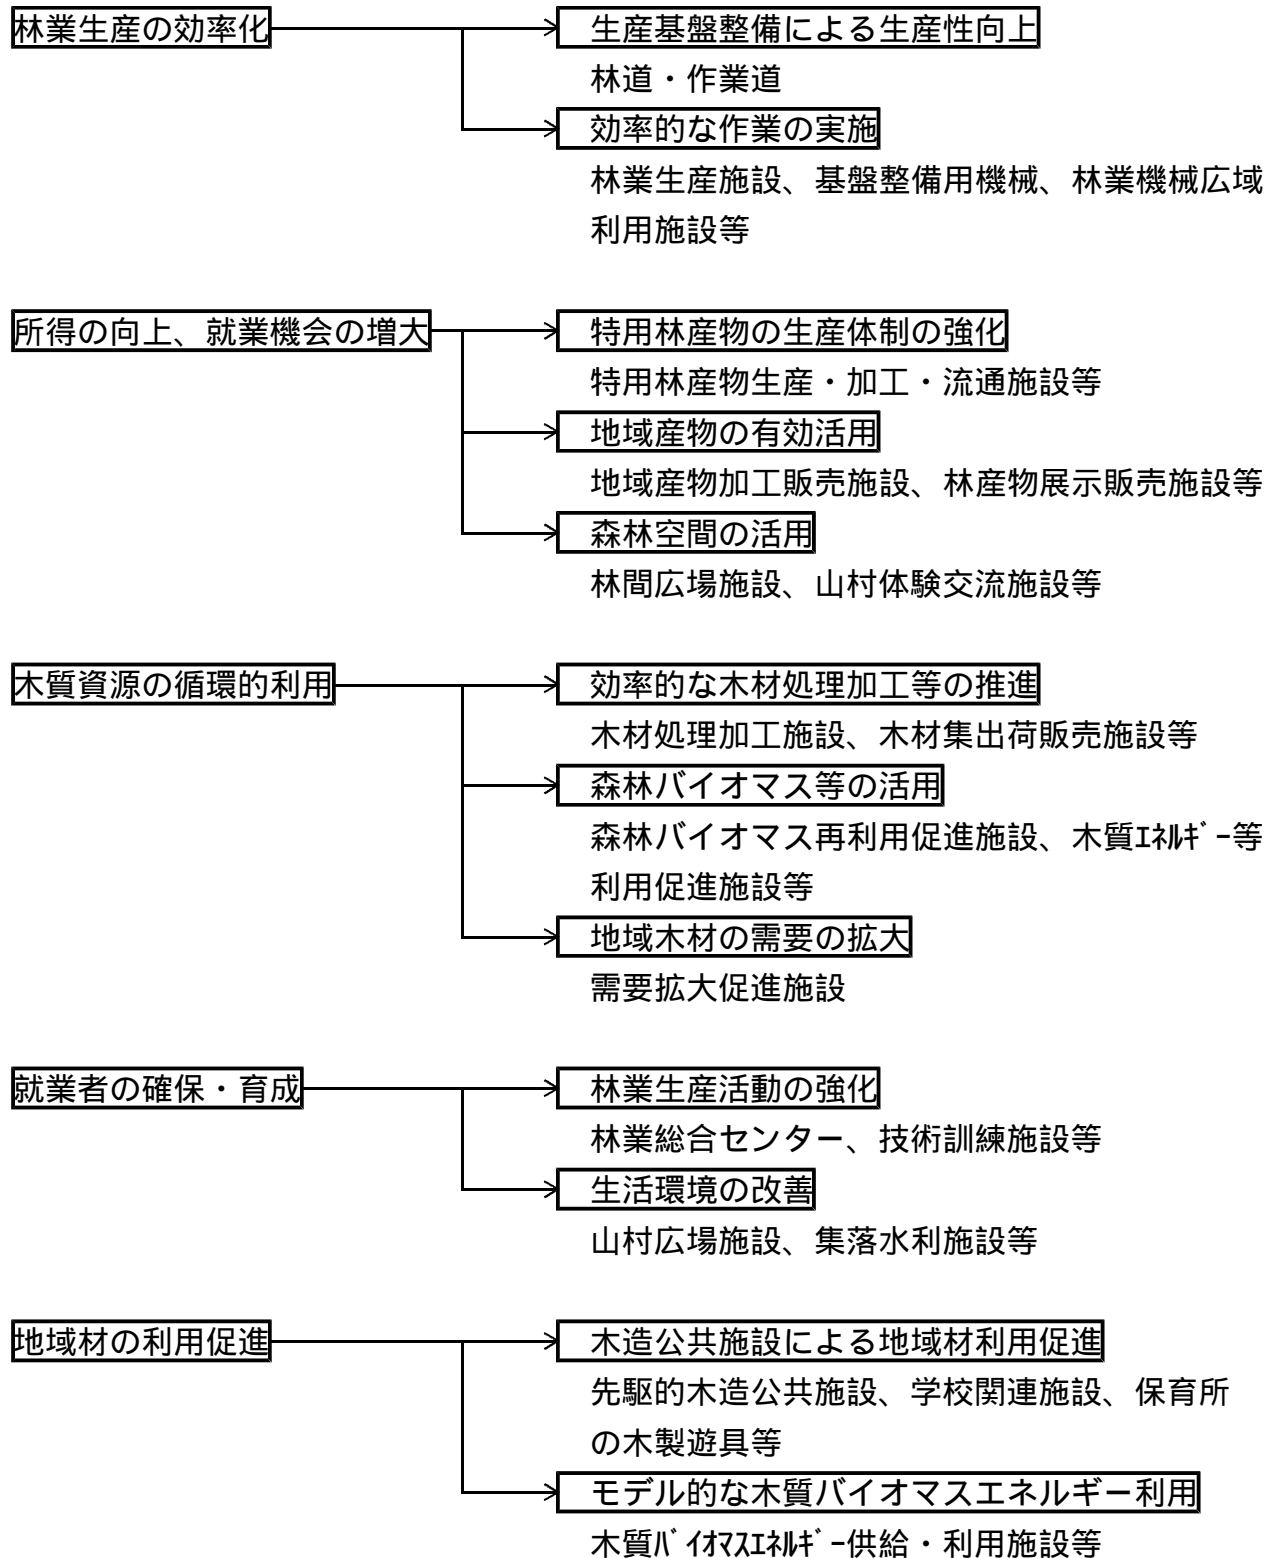 林業生産の効率化
生産基盤整備による生産性向上
林道・作業道
効率的な作業の実施
林業生産施設、基盤整備用機械、林業機械広域
利用施設等
所得の向上、就業機会の増大
特用林産物の生産体制の強化
特用林産物生産・加工・流通施設等
地域産物の有効活用
地域産物加工販売施設、林産物展示販売施設等
森林空間の活用
林間広場施設、山村体験交流施設等
木質資源の循環的利用
効率的な木材処理加工等の推進
木材処理加工施設、木材集出荷販売施設等
森林バイオマス等の活用
森林バイオマス再利用促進施設、木質ｴﾈﾙｷﾞｰ等
利用促進施設等
地域木材の需要の拡大
需要拡大促進施設
就業者の確保・育成
林業生産活動の強化
林業総合センター、技術訓練施設等
生活環境の改善
山村広場施設、集落水利施設等
地域材の利用促進
木造公共施設による地域材利用促進
先駆的木造公共施設、学校関連施設、保育所
の木製遊具等
モデル的な木質バイオマスエネルギー利用
木質ﾊﾞｲｵﾏｽｴﾈﾙｷﾞｰ供給・利用施設等